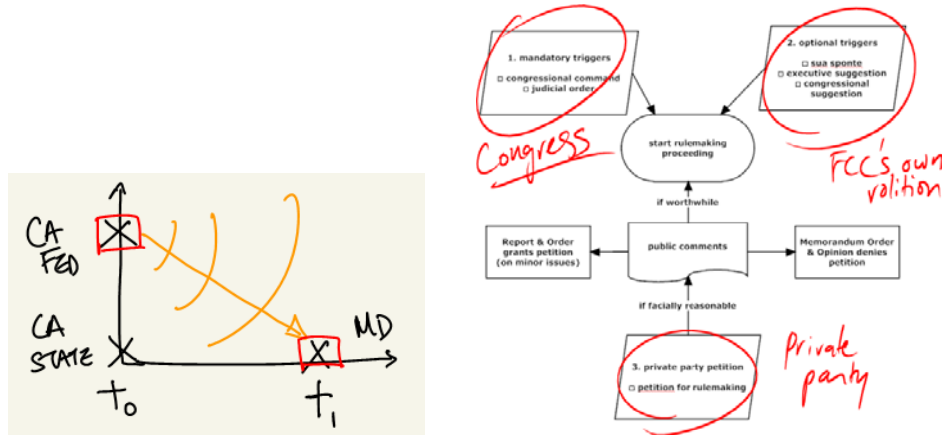 CA
FED
CA
STATE
MD
t₀
t₁
1. mandatory triggers
□ congressional command
□ judicial order
Congress
2. optional triggers
□ sua sponte
□ executive suggestion
□ congressional
suggestion
FCC's own
volition
start rulemaking
proceeding
if worthwhile
Report & Order
grants petition
(on minor issues)
public comments
Memorandum Order
& Opinion denies
petition
if facially reasonable
3. private party petition
□ petition for rulemaking
Private
party